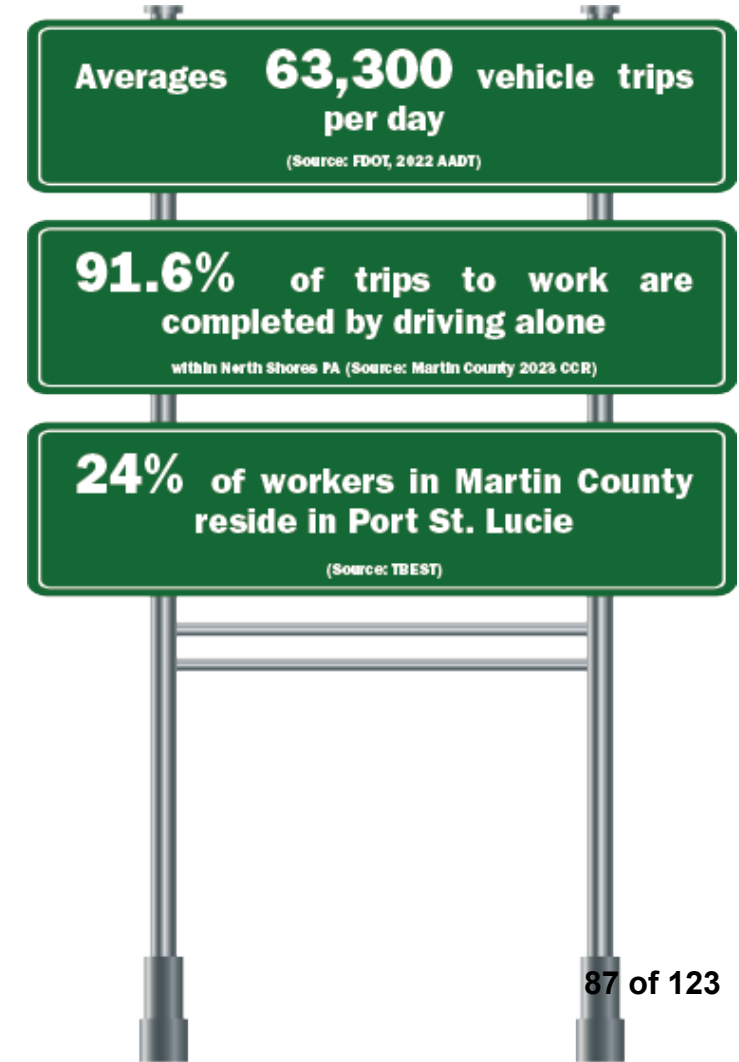 Averages 63,300 vehicle trips
per day
(Source: FDOT, 2022 AADT)
91.6% of trips to work are
completed by driving alone
within North Shores PA (Source: Martin County 2023 CCR)
24% of workers in Martin County
reside in Port St. Lucie
(Source: TBEST)
87 of 123